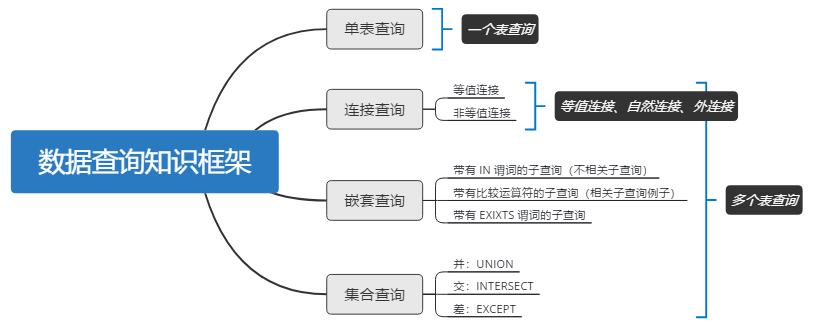 数据查询知识框架
单表查询
一个表查询
连接查询
等值连接
非等值连接
等值连接、自然连接、外连接
嵌套查询
带有 IN 谓词的子查询（不相关子查询）
带有比较运算符的子查询（相关子查询例子）
带有 EXIXTS 谓词的子查询
多个表查询
集合查询
并：UNION
交：INTERSECT
差：EXCEPT